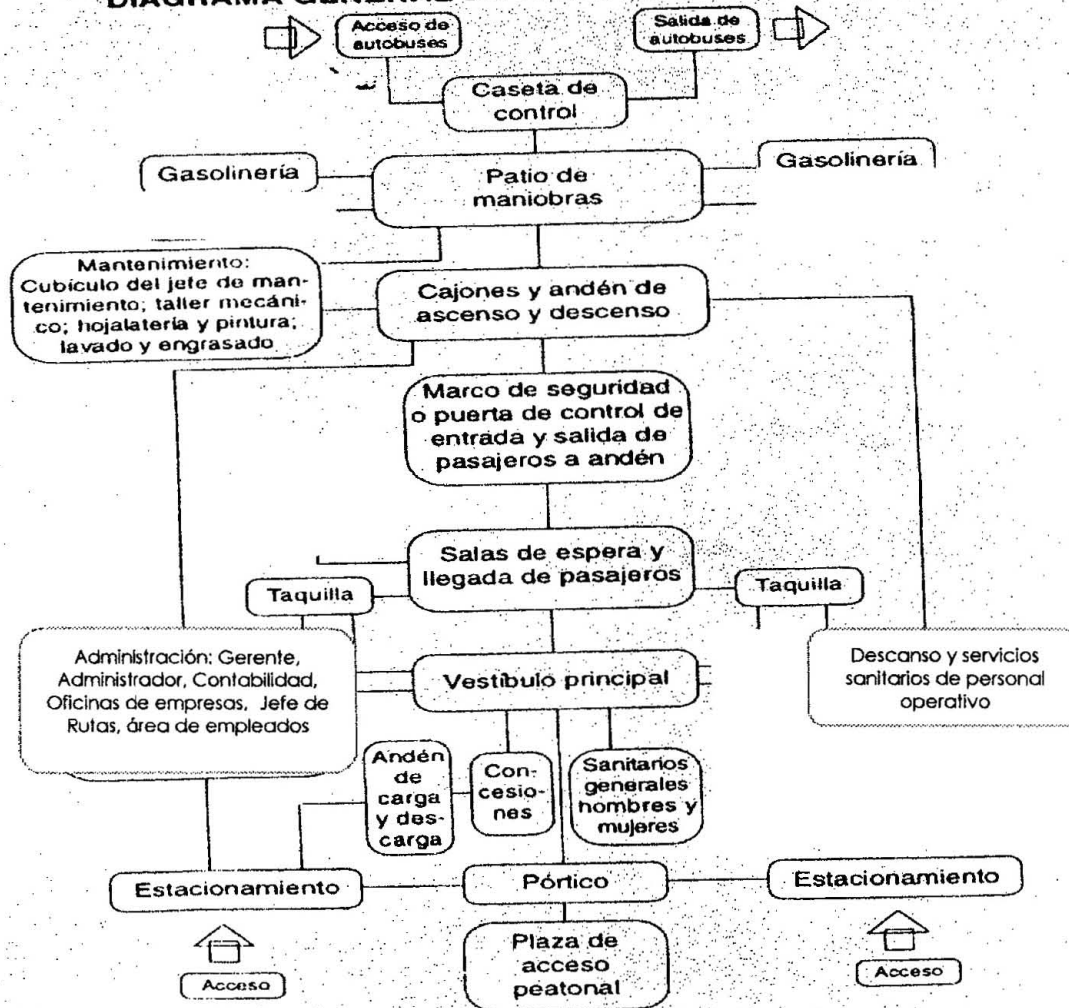 DIAGRAMA GENERAL
Acceso de
autobuses
Salida de
autobuses
Caseta de
control
Gasolinería
Patio de
maniobras
Gasolinería
Mantenimiento:
Cubículo del jefe de man-
tenimiento; taller mecáni-
co; hojalatería y pintura;
lavado y engrasado
Cajones y andén de
ascenso y descenso
Marco de seguridad
o puerta de control de
entrada y salida de
pasajeros a andén
Salas de espera y
llegada de pasajeros
Taquilla
Taquilla
Administración: Gerente,
Administrador, Contabilidad,
Oficinas de empresas, Jefe de
Rutas, área de empleados
Vestíbulo principal
Descanso y servicios
sanitarios de personal
operativo
Andén
de
carga
y des-
carga
Con-
cesio-
nes
Sanitarios
generales
hombres y
mujeres
Estacionamiento
Pórtico
Estacionamiento
Acceso
Plaza de
acceso
peatonal
Acceso